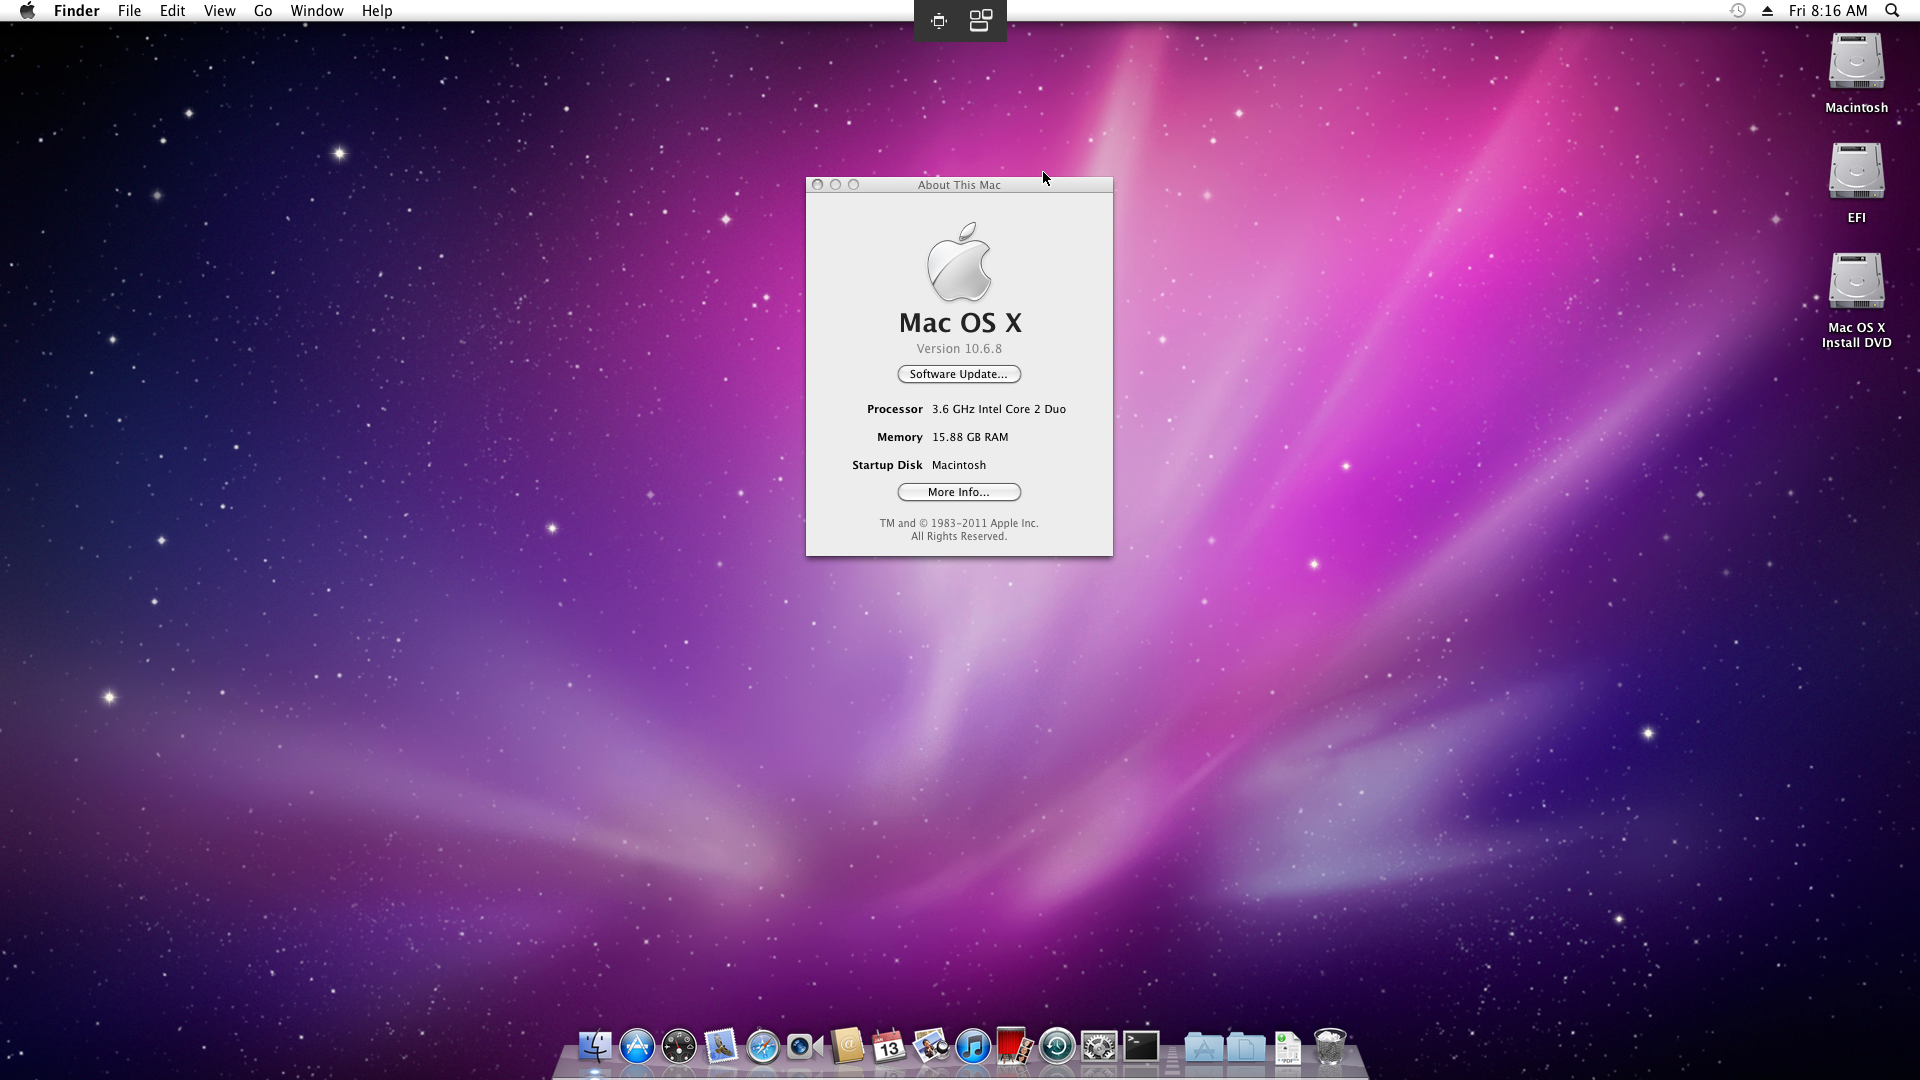 Finder File Edit View Go Window Help
Fri 8:16 AM
Macintosh
EFI
Mac OS X
Install DVD
About This Mac
Mac OS X
Version 10.6.8
Software Update...
Processor 3.6 GHz Intel Core 2 Duo
Memory 15.88 GB RAM
Startup Disk Macintosh
More Info...
TM and © 1983-2011 Apple Inc.
All Rights Reserved.
JAN
13
PDF